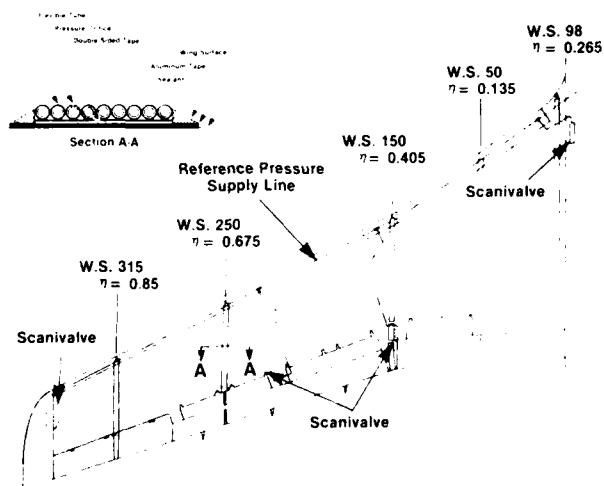 Flexible Tube
Pressure Orifice
Double Sided Tape
Wing Surface
Aluminum Tape
Sealant
Section A-A
W.S. 98
η = 0.265
W.S. 50
η = 0.135
W.S. 150
η = 0.405
Reference Pressure
Supply Line
Scanivalve
W.S. 250
η = 0.675
W.S. 315
η = 0.85
Scanivalve
A
A
Scanivalve